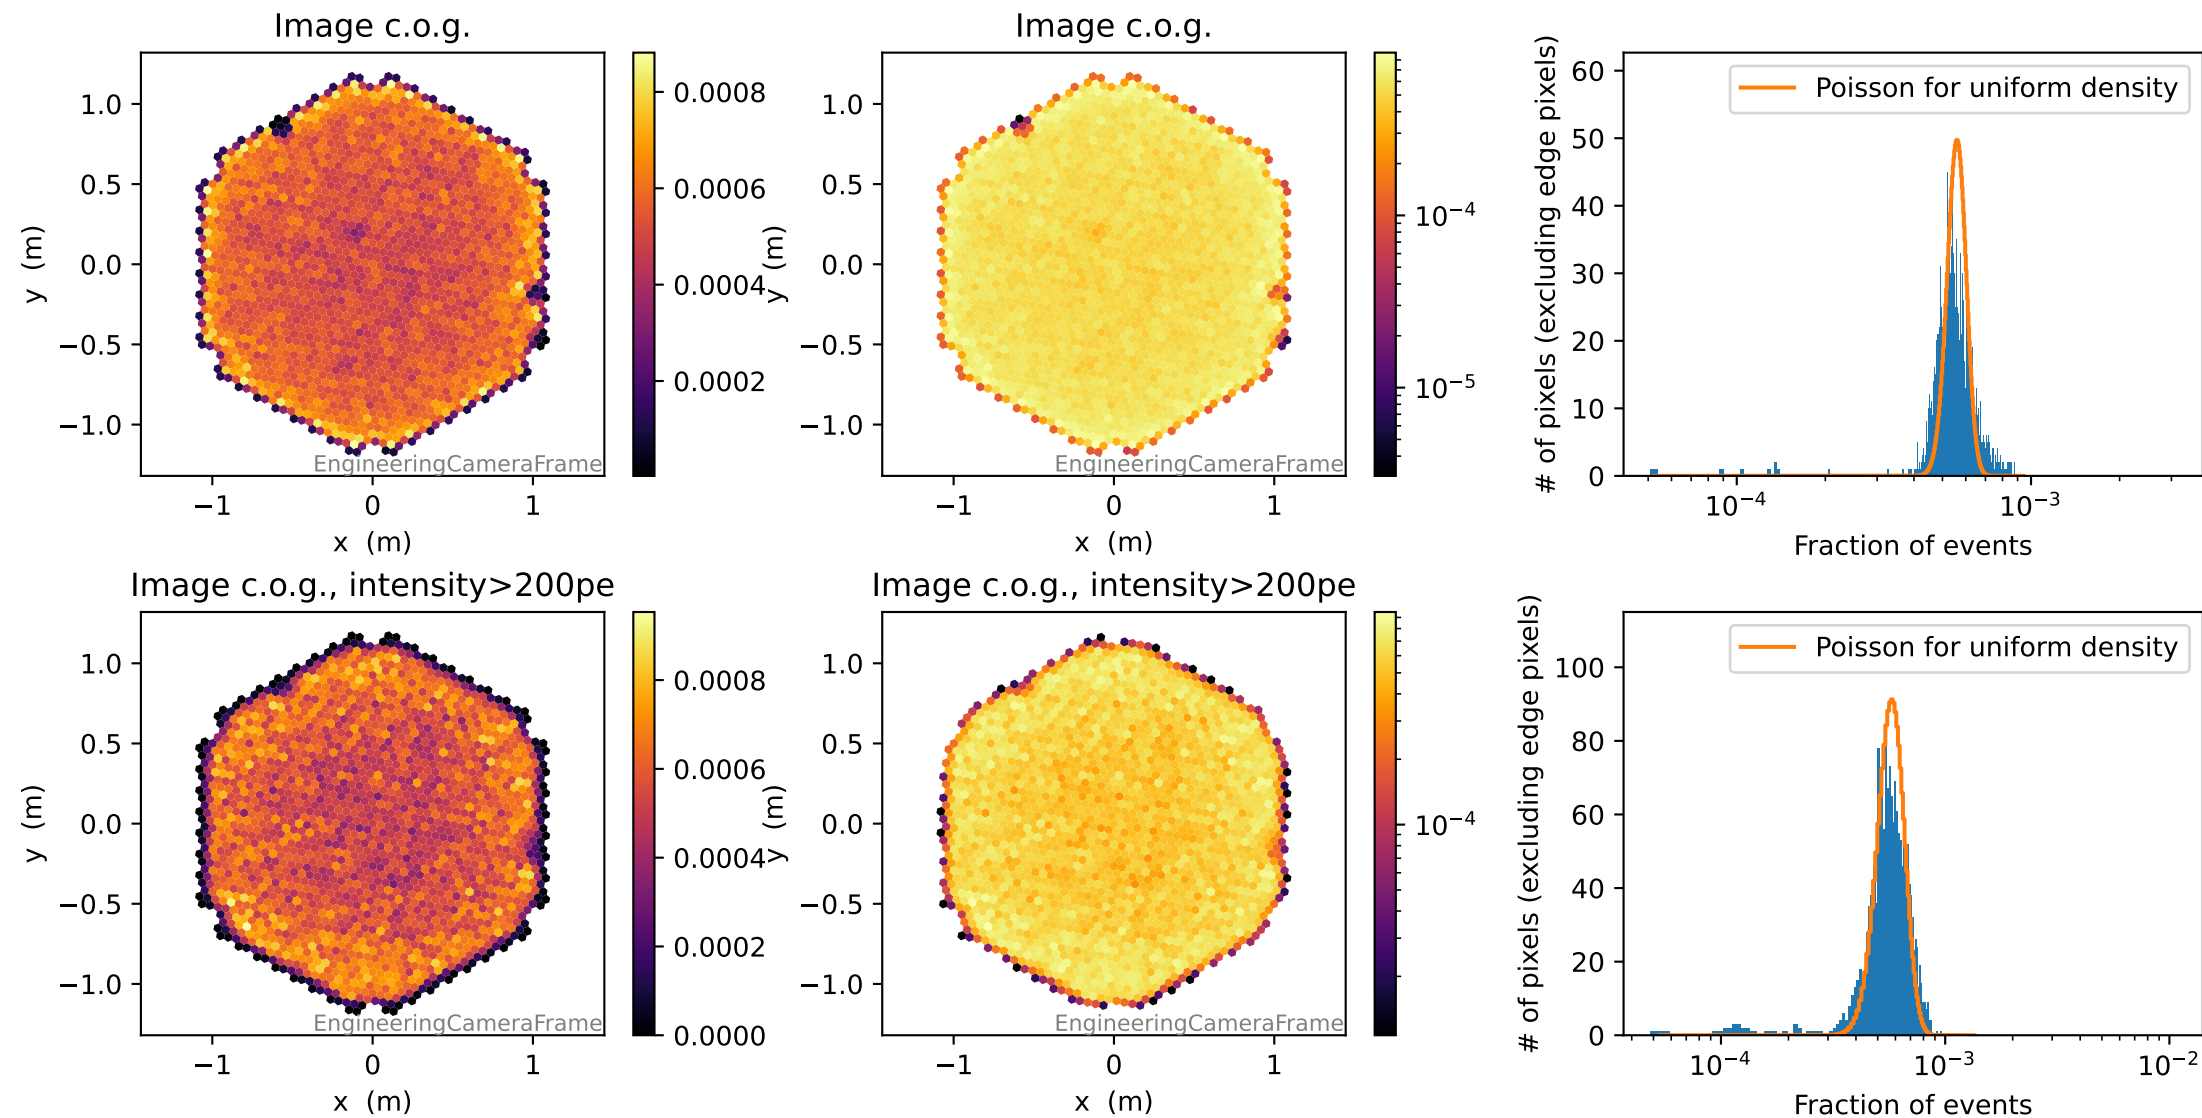 Image c.o.g.
1.0
0.5
0.0
−0.5
−1.0
y (m)
−1
0
1
x (m)
EngineeringCameraFrame
0.0008
0.0006
0.0004
0.0002
Image c.o.g.
1.0
0.5
0.0
−0.5
−1.0
y (m)
−1
0
1
x (m)
EngineeringCameraFrame
10⁻⁴
10⁻⁵
# of pixels (excluding edge pixels)
60
50
40
30
20
10
0
Poisson for uniform density
10⁻⁴
10⁻³
Fraction of events
Image c.o.g., intensity>200pe
1.0
0.5
0.0
−0.5
−1.0
y (m)
−1
0
1
x (m)
EngineeringCameraFrame
0.0008
0.0006
0.0004
0.0002
0.0000
Image c.o.g., intensity>200pe
1.0
0.5
0.0
−0.5
−1.0
y (m)
−1
0
1
x (m)
EngineeringCameraFrame
10⁻⁴
# of pixels (excluding edge pixels)
100
80
60
40
20
0
Poisson for uniform density
10⁻⁴
10⁻³
10⁻²
Fraction of events